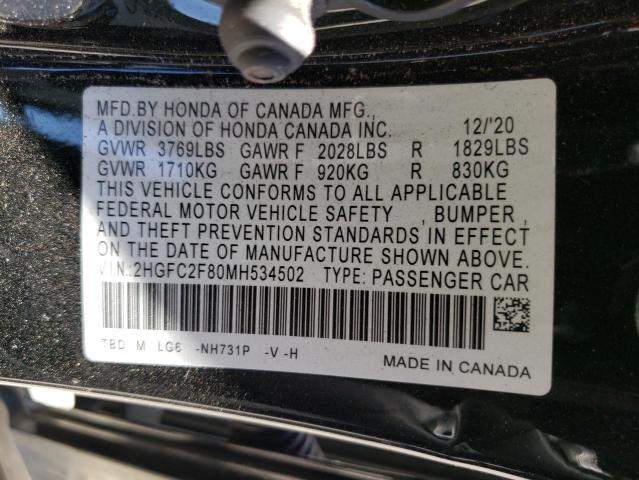 MFD.BY HONDA OF CANADA MFG.,
A DIVISION OF HONDA CANADA INC. 12/'20
GVWR 3769LBS GAWR F 2028LBS R 1829LBS
GVWR 1710KG GAWR F 920KG R 830KG
THIS VEHICLE CONFORMS TO ALL APPLICABLE
FEDERAL MOTOR VEHICLE SAFETY , BUMPER ,
AND THEFT PREVENTION STANDARDS IN EFFECT
ON THE DATE OF MANUFACTURE SHOWN ABOVE.
VIN:2HGFC2F80MH534502 TYPE: PASSENGER CAR
TBD M LG6 -NH731P -V -H
MADE IN CANADA